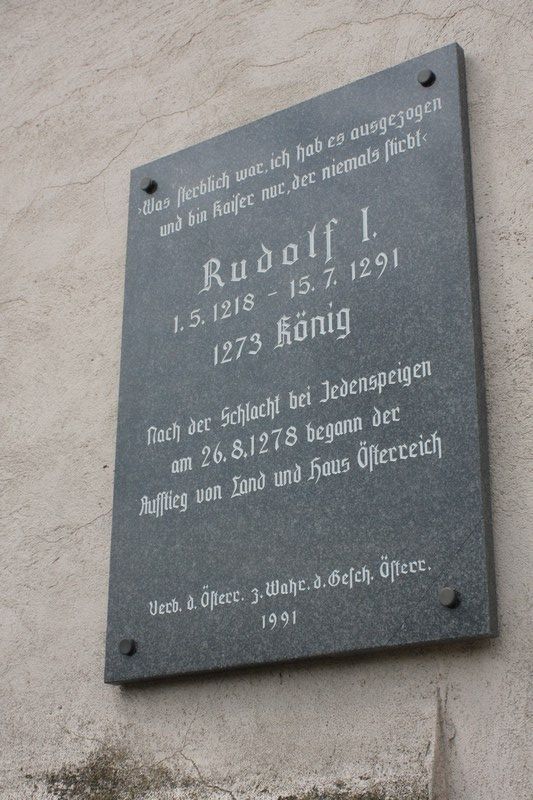 ›Was sterblich war, ich hab es ausgezogen
und bin Kaiser nur, der niemals stirbt‹
Rudolf I.
1. 5. 1218 - 15. 7. 1291
1273 König
Nach der Schlacht bei Jedenspeigen
am 26. 8. 1278 begann der
Aufstieg von Land und Haus Österreich
Verb. d. Österr. z. Wahr. d. Gesch. Österr.
1991